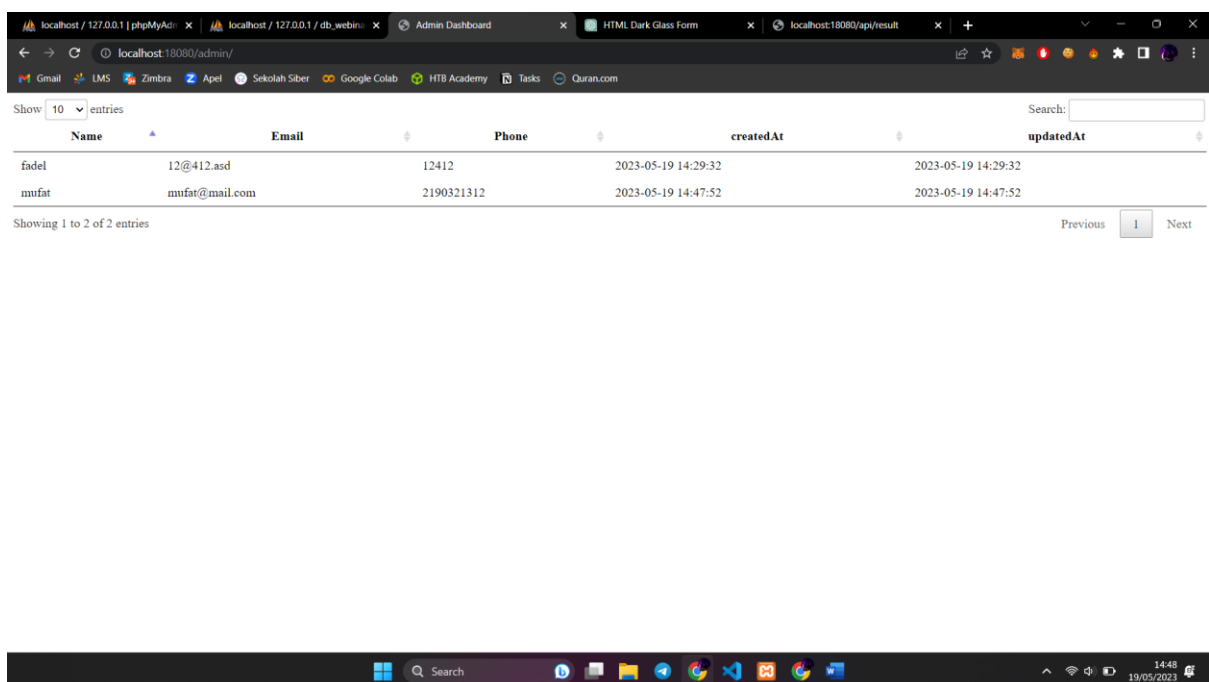 localhost / 127.0.0.1 | phpMyAdm localhost / 127.0.0.1 / db_webina Admin Dashboard HTML Dark Glass Form localhost:18080/api/result
localhost:18080/admin/
Gmail LMS Zimbra Apel Sekolah Siber Google Colab HTB Academy Tasks Quran.com
Show 10 entries Search:
Name Email Phone createdAt updatedAt
fadel 12@412.asd 12412 2023-05-19 14:29:32 2023-05-19 14:29:32
mufat mufat@mail.com 2190321312 2023-05-19 14:47:52 2023-05-19 14:47:52
Showing 1 to 2 of 2 entries Previous 1 Next
Search 14:48
19/05/2023